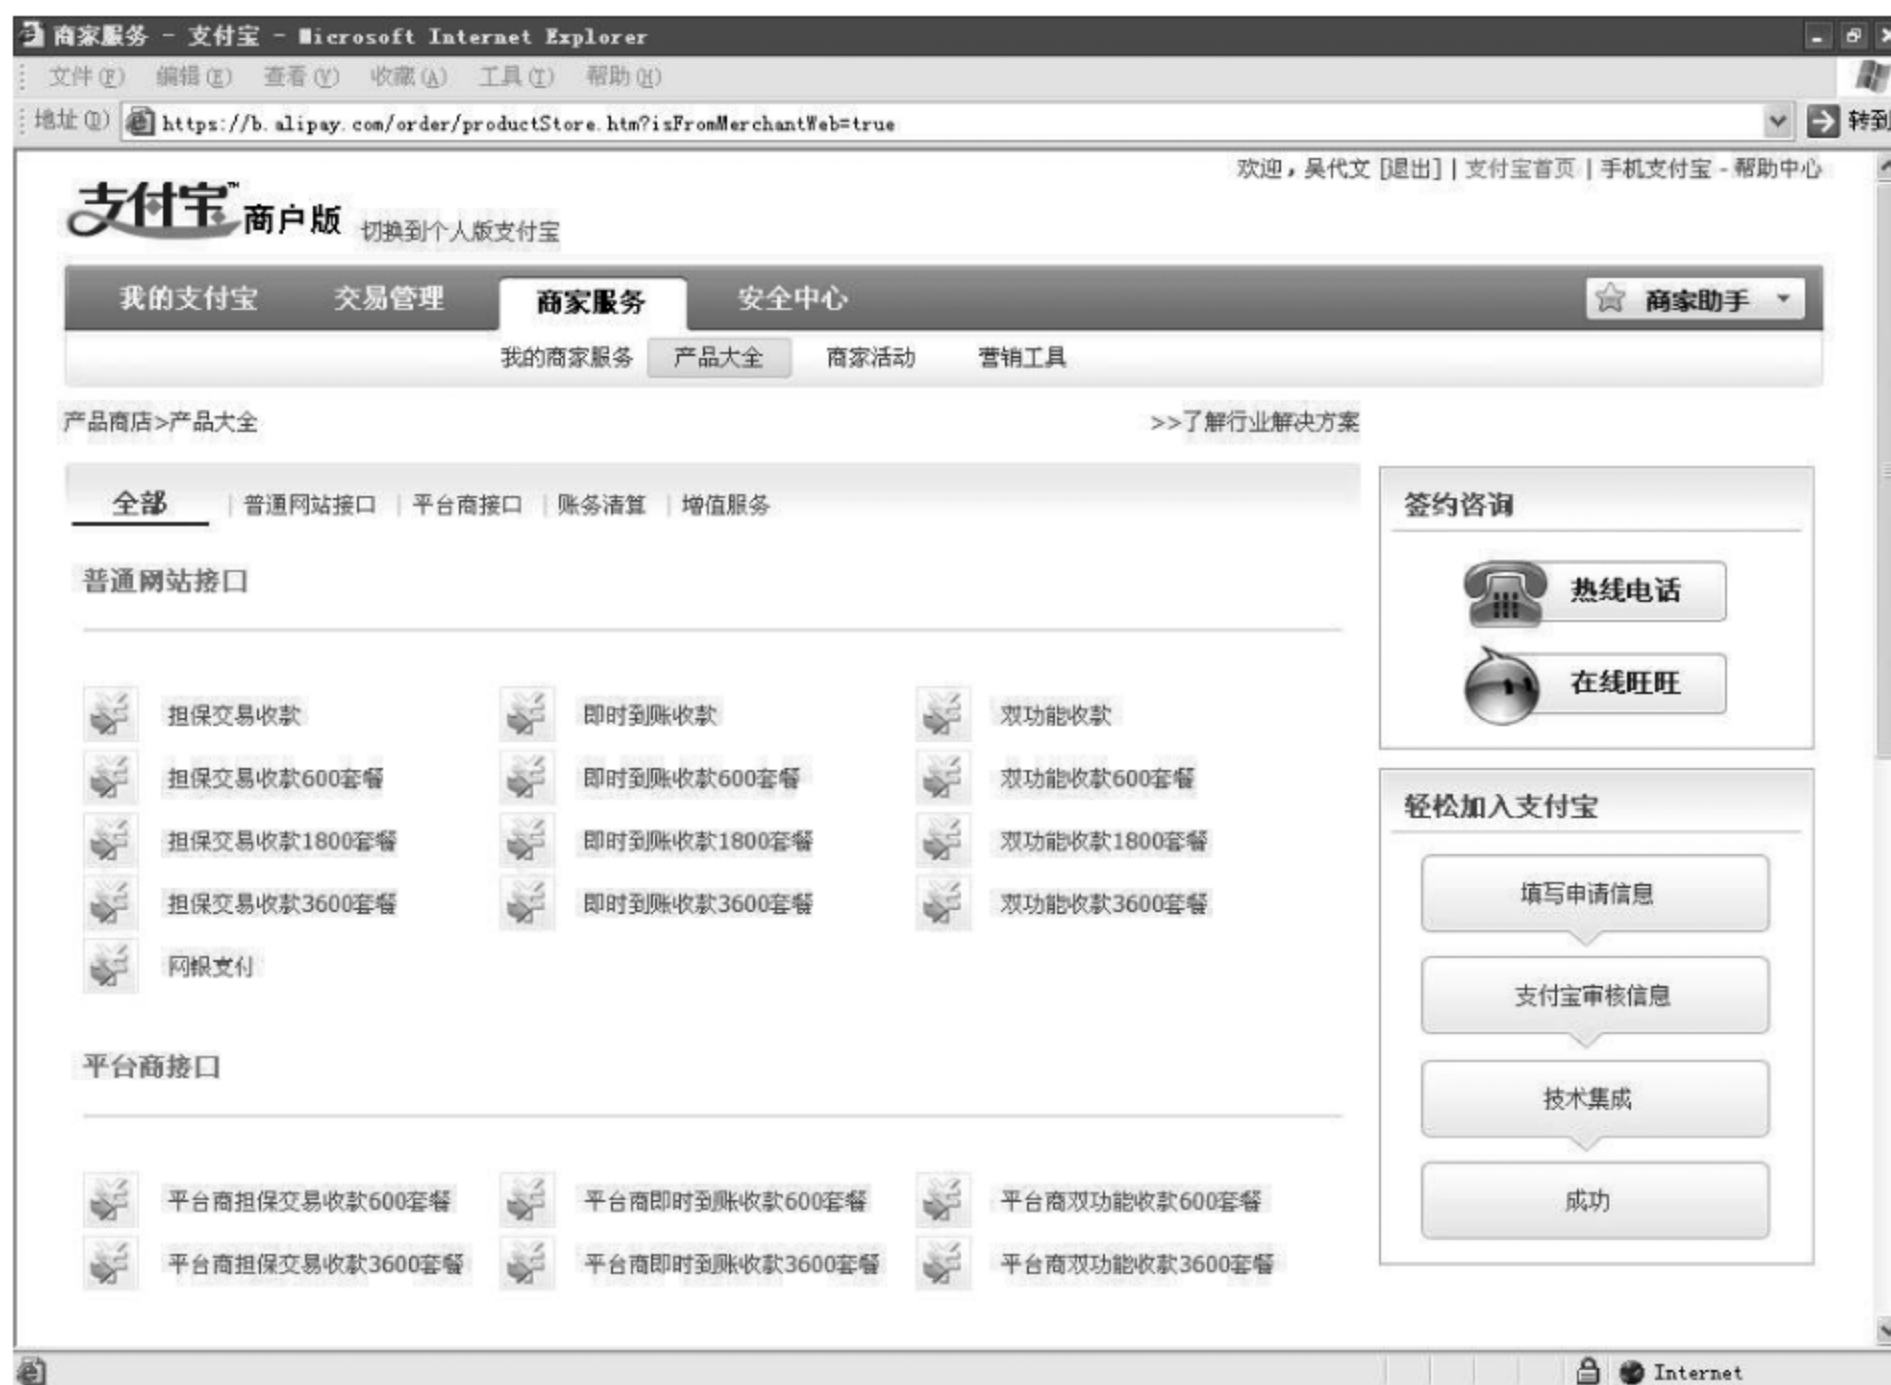 商家服务 - 支付宝 - Microsoft Internet Explorer
文件(F) 编辑(E) 查看(V) 收藏(A) 工具(T) 帮助(H)
地址(D) https://b.alipay.com/order/productStore.htm?isFromMerchantWeb=true 转到
欢迎，吴代文 [退出] | 支付宝首页 | 手机支付宝 - 帮助中心
支付宝™ 商户版 切换到个人版支付宝
我的支付宝 交易管理 商家服务 安全中心 商家助手
我的商家服务 产品大全 商家活动 营销工具
产品商店>产品大全 >>了解行业解决方案
全部 | 普通网站接口 | 平台商接口 | 账务清算 | 增值服务
普通网站接口
担保交易收款 即时到账收款 双功能收款
担保交易收款600套餐 即时到账收款600套餐 双功能收款600套餐
担保交易收款1800套餐 即时到账收款1800套餐 双功能收款1800套餐
担保交易收款3600套餐 即时到账收款3600套餐 双功能收款3600套餐
网银支付
平台商接口
平台商担保交易收款600套餐 平台商即时到账收款600套餐 平台商双功能收款600套餐
平台商担保交易收款3600套餐 平台商即时到账收款3600套餐 平台商双功能收款3600套餐
签约咨询
热线电话
在线旺旺
轻松加入支付宝
填写申请信息
支付宝审核信息
技术集成
成功
Internet